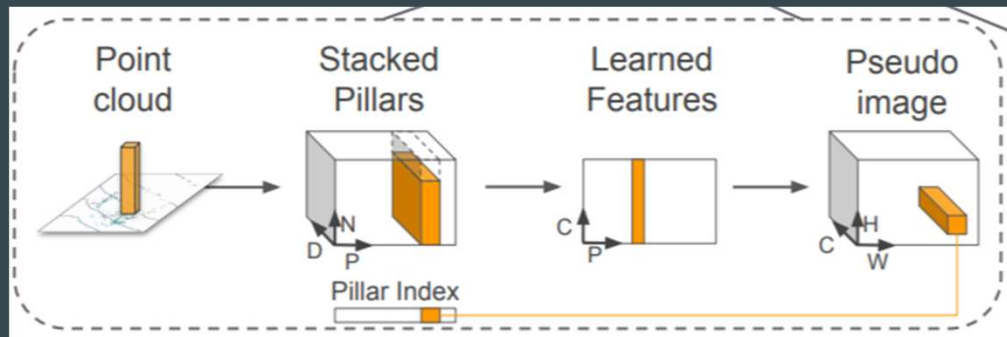 Point
cloud
Stacked
Pillars
Learned
Features
Pseudo
image
N
D
P
C
P
H
C
W
Pillar Index